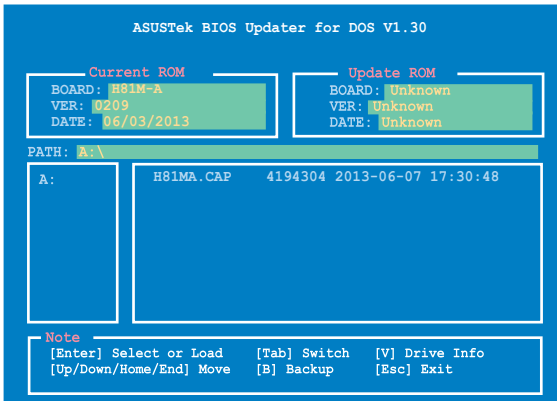 ASUSTek BIOS Updater for DOS V1.30
Current ROM
BOARD: H81M-A
VER: 0209
DATE: 06/03/2013
Update ROM
BOARD: Unknown
VER: Unknown
DATE: Unknown
PATH: A:\
A:
H81MA.CAP 4194304 2013-06-07 17:30:48
Note
[Enter] Select or Load [Tab] Switch [V] Drive Info
[Up/Down/Home/End] Move [B] Backup [Esc] Exit